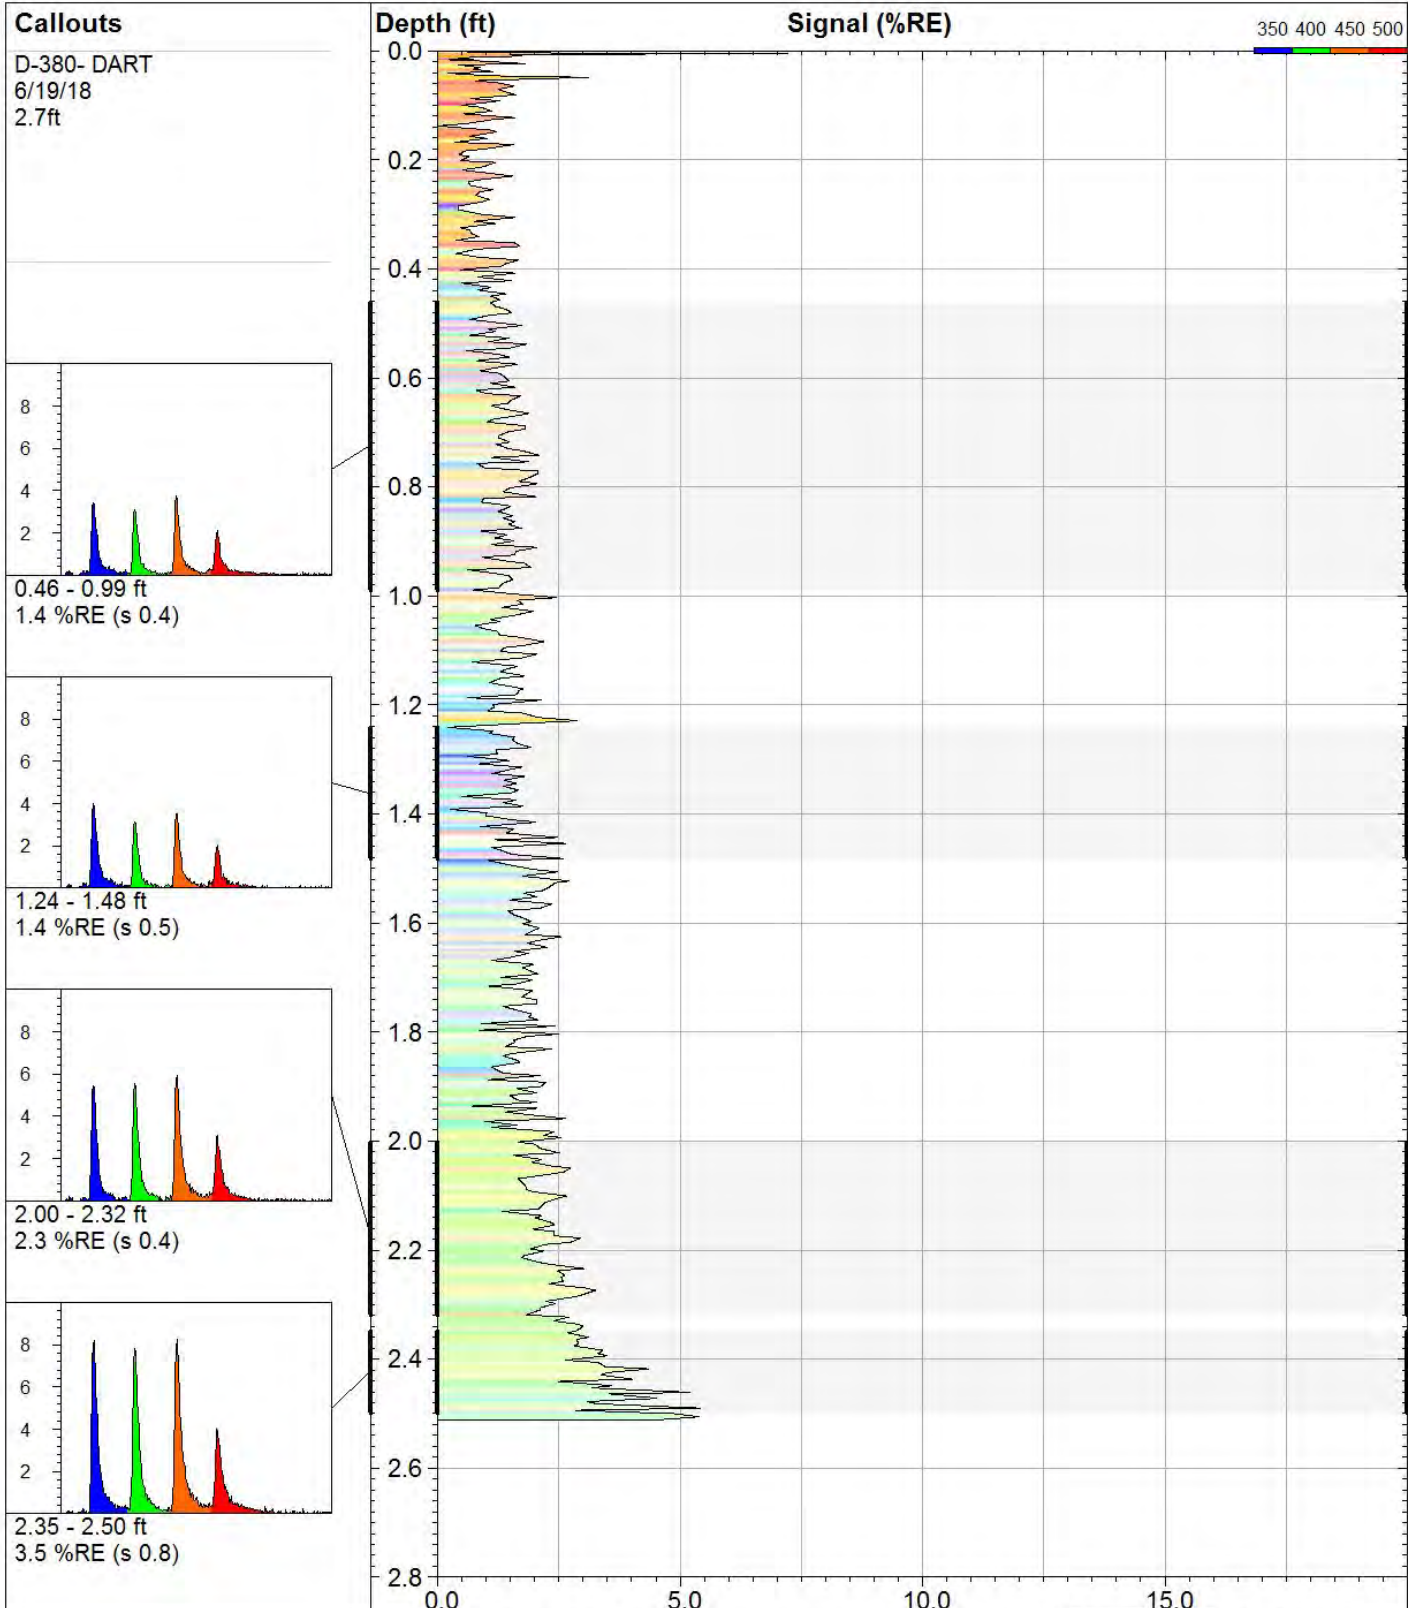 Callouts
Depth (ft)
Signal (%RE)
350 400 450 500
D-380- DART
6/19/18
2.7ft
8
6
4
2
0.46 - 0.99 ft
1.4 %RE (s 0.4)
8
6
4
2
1.24 - 1.48 ft
1.4 %RE (s 0.5)
8
6
4
2
2.00 - 2.32 ft
2.3 %RE (s 0.4)
8
6
4
2
2.35 - 2.50 ft
3.5 %RE (s 0.8)
0.0
0.2
0.4
0.6
0.8
1.0
1.2
1.4
1.6
1.8
2.0
2.2
2.4
2.6
2.8
0.0 5.0 10.0 15.0